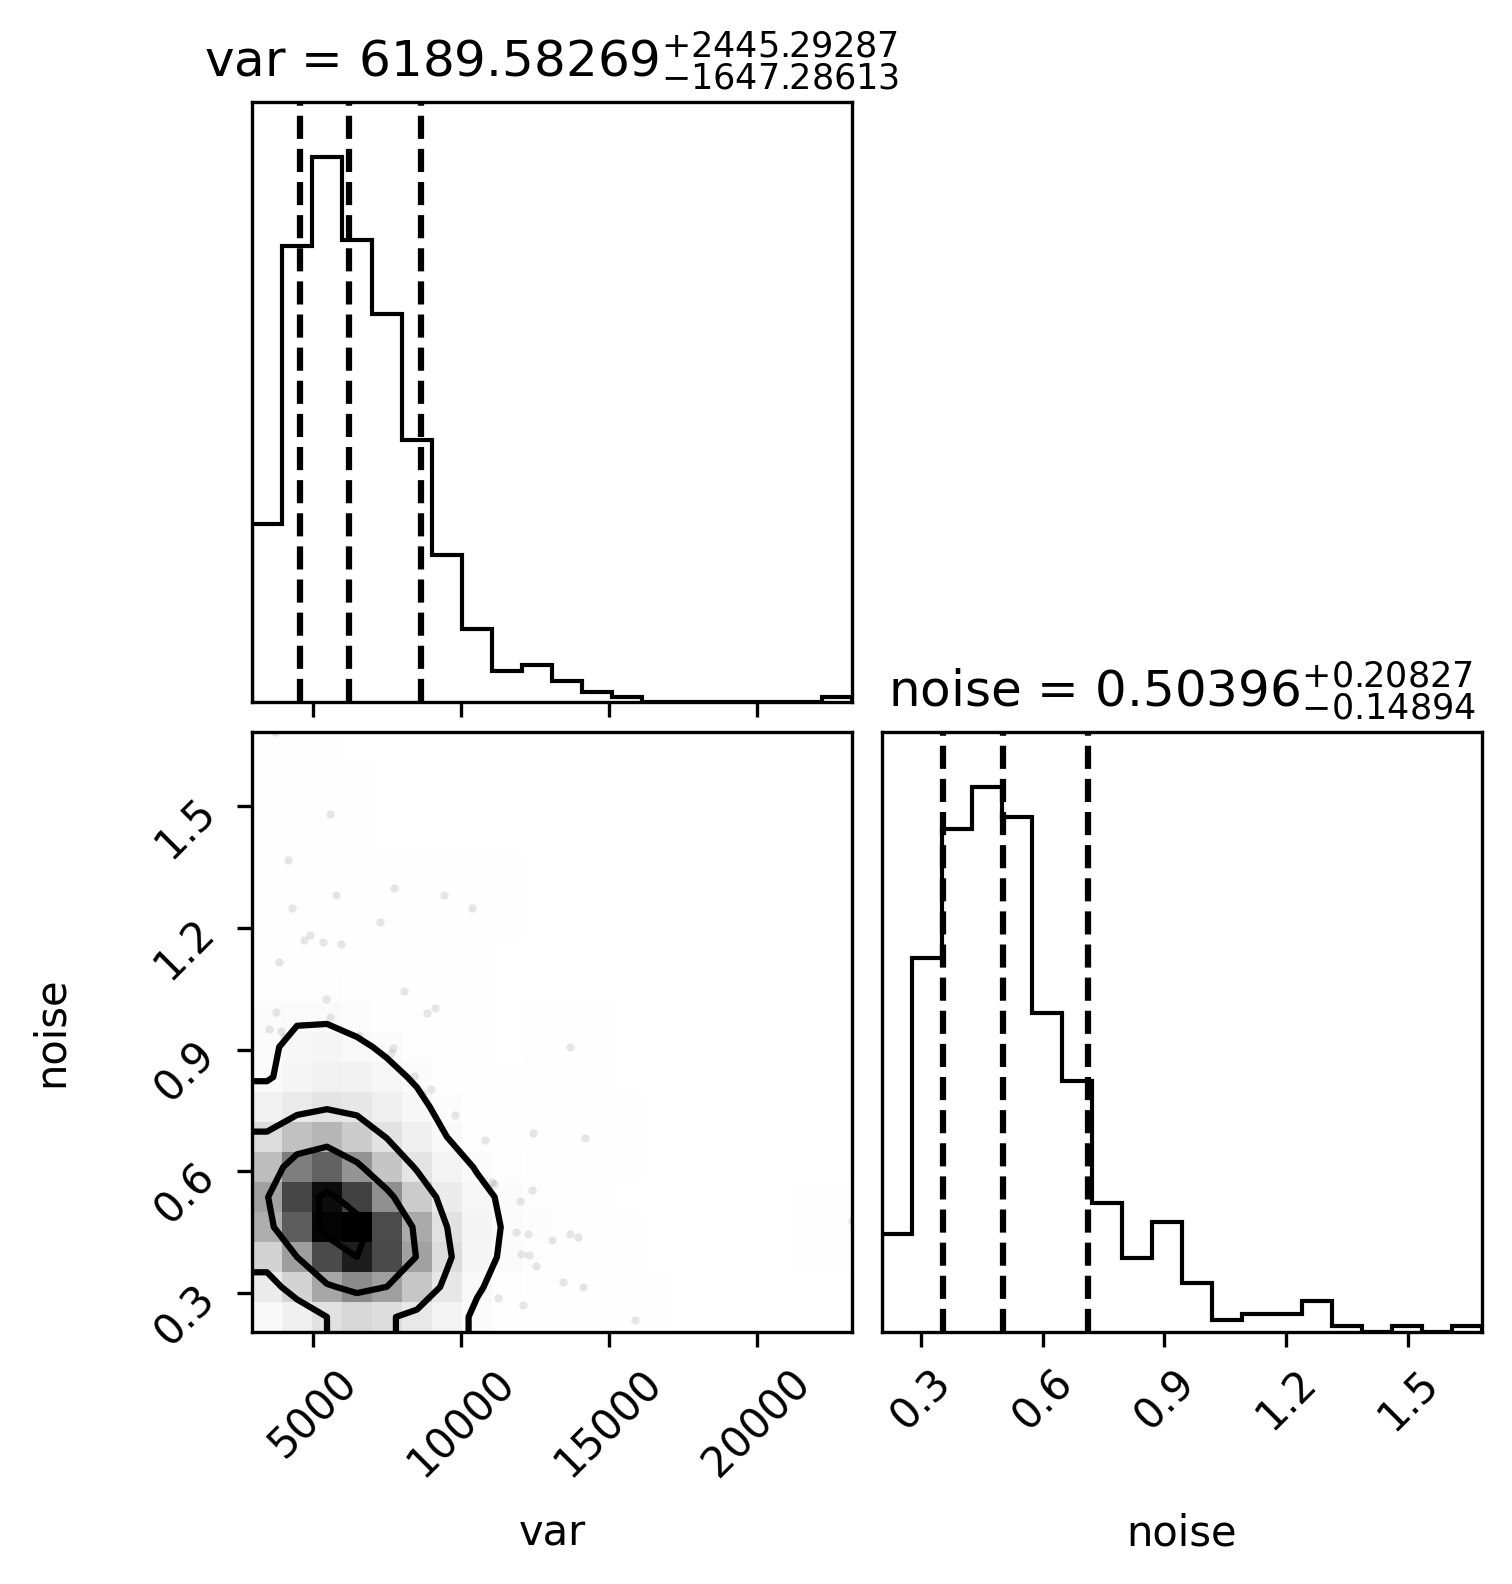 var = 6189.58269+2445.29287−1647.28613
noise = 0.50396+0.20827−0.14894
1.5
1.2
0.9
0.6
0.3
noise
5000
10000
15000
20000
var
0.3
0.6
0.9
1.2
1.5
noise